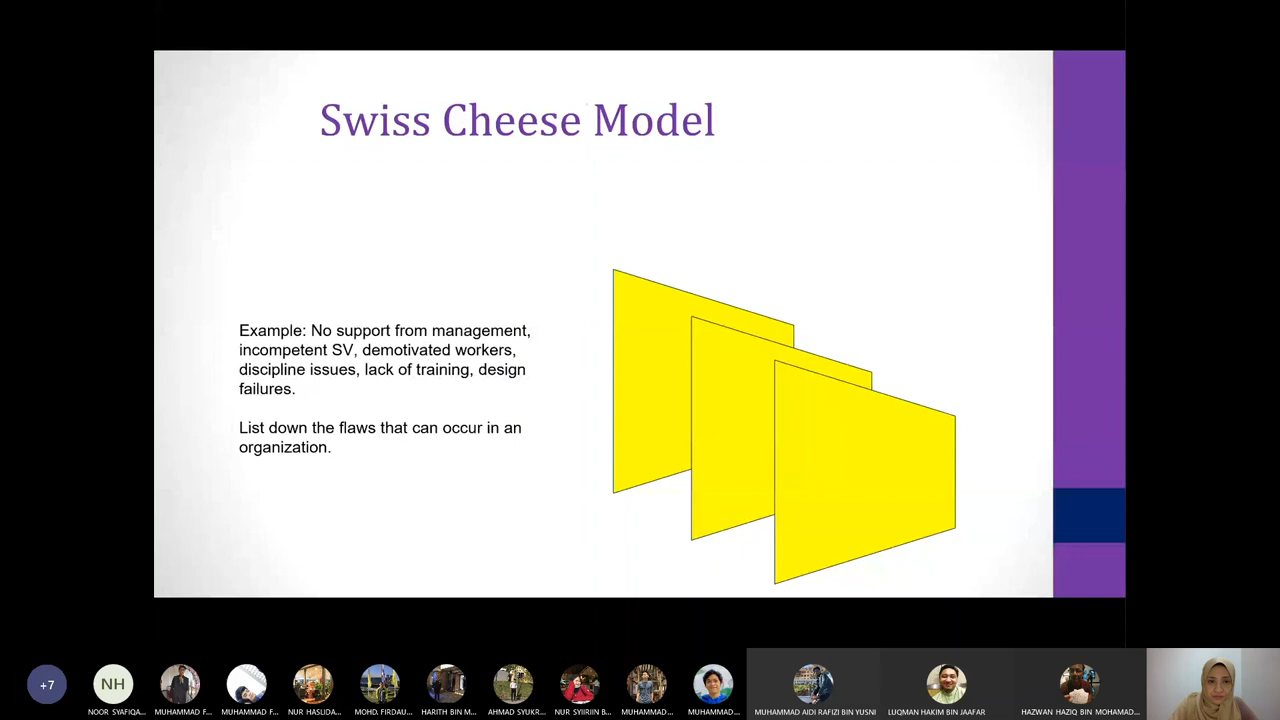 Swiss Cheese Model
Example: No support from management,
incompetent SV, demotivated workers,
discipline issues, lack of training, design
failures.
List down the flaws that can occur in an
organization.
+7
NH
NOOR SYAFIQA...
MUHAMMAD F...
MUHAMMAD F...
NUR HASLIDA...
MOHD. FIRDAU...
HARITH BIN M...
AHMAD SYUKR...
NUR SYIIRIN B...
MUHAMMAD...
MUHAMMAD...
MUHAMMAD AIDI RAFIZI BIN YUSNI
LUQMAN HAKIM BIN JAAFAR
HAZWAN HAZIQ BIN MOHAMAD...